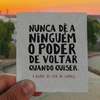 NUNCA DÊ A
NINGUÉM
O PODER
DE VOLTAR
QUANDO QUISER.